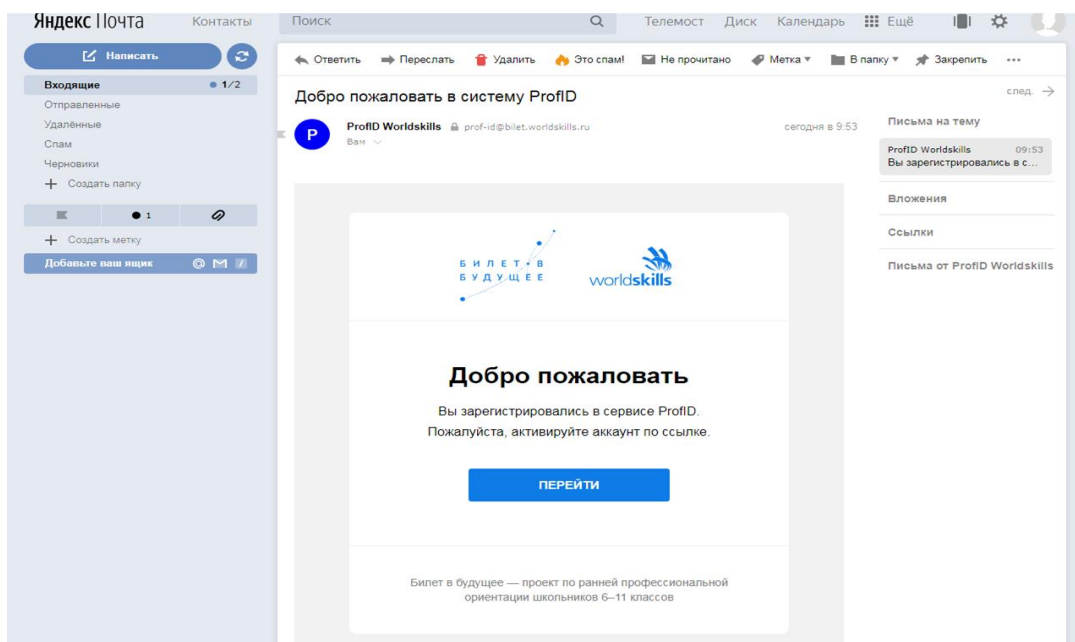 Яндекс Почта Контакты Поиск Телемост Диск Календарь Ещё
Написать
Ответить Переслать Удалить Это спам! Не прочитано Метка В папку Закрепить ...
Входящие 1/2
Отправленные
Удалённые
Спам
Черновики
+ Создать папку
1
+ Создать метку
Добавьте ваш ящик
Добро пожаловать в систему ProfID
след. →
P
ProfID Worldskills prof-id@bilet.worldskills.ru сегодня в 9:53
Вам
Письма на тему
ProfID Worldskills 09:53
Вы зарегистрировались в с...
Вложения
Ссылки
Письма от ProfID Worldskills
БИЛЕТ В
БУДУЩЕЕ
worldskills
Добро пожаловать
Вы зарегистрировались в сервисе ProfID.
Пожалуйста, активируйте аккаунт по ссылке.
ПЕРЕЙТИ
Билет в будущее — проект по ранней профессиональной
ориентации школьников 6–11 классов